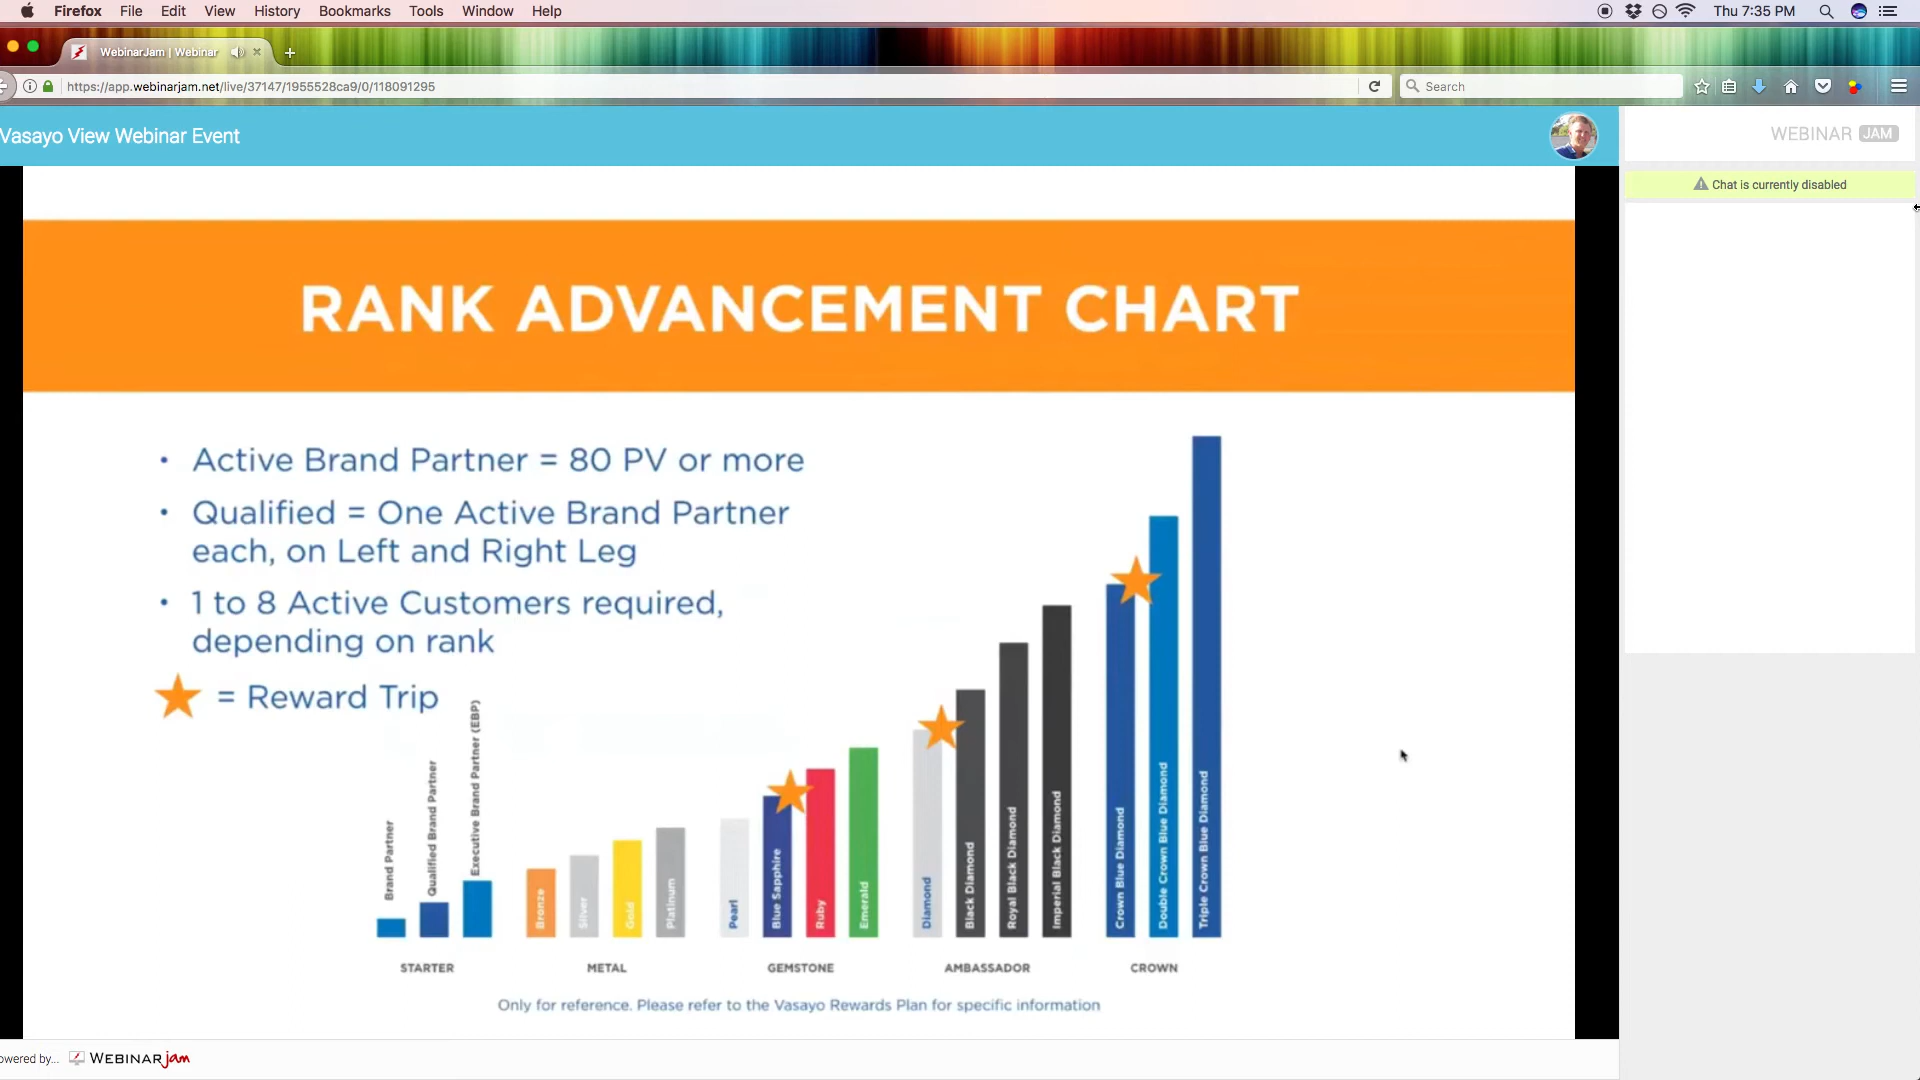 Firefox File Edit View History Bookmarks Tools Window Help
Thu 7:35 PM
WebinarJam | Webinar
https://app.webinarjam.net/live/37147/1955528ca9/0/118091295
Search
Vasayo View Webinar Event
WEBINAR JAM
Chat is currently disabled
RANK ADVANCEMENT CHART
• Active Brand Partner = 80 PV or more
• Qualified = One Active Brand Partner
each, on Left and Right Leg
• 1 to 8 Active Customers required,
depending on rank
= Reward Trip
Brand Partner
Qualified Brand Partner
Executive Brand Partner (EBP)
Bronze
Silver
Gold
Platinum
Pearl
Blue Sapphire
Ruby
Emerald
Diamond
Black Diamond
Royal Black Diamond
Imperial Black Diamond
Crown Blue Diamond
Double Crown Blue Diamond
Triple Crown Blue Diamond
STARTER
METAL
GEMSTONE
AMBASSADOR
CROWN
Only for reference. Please refer to the Vasayo Rewards Plan for specific information
owered by... WEBINARjam